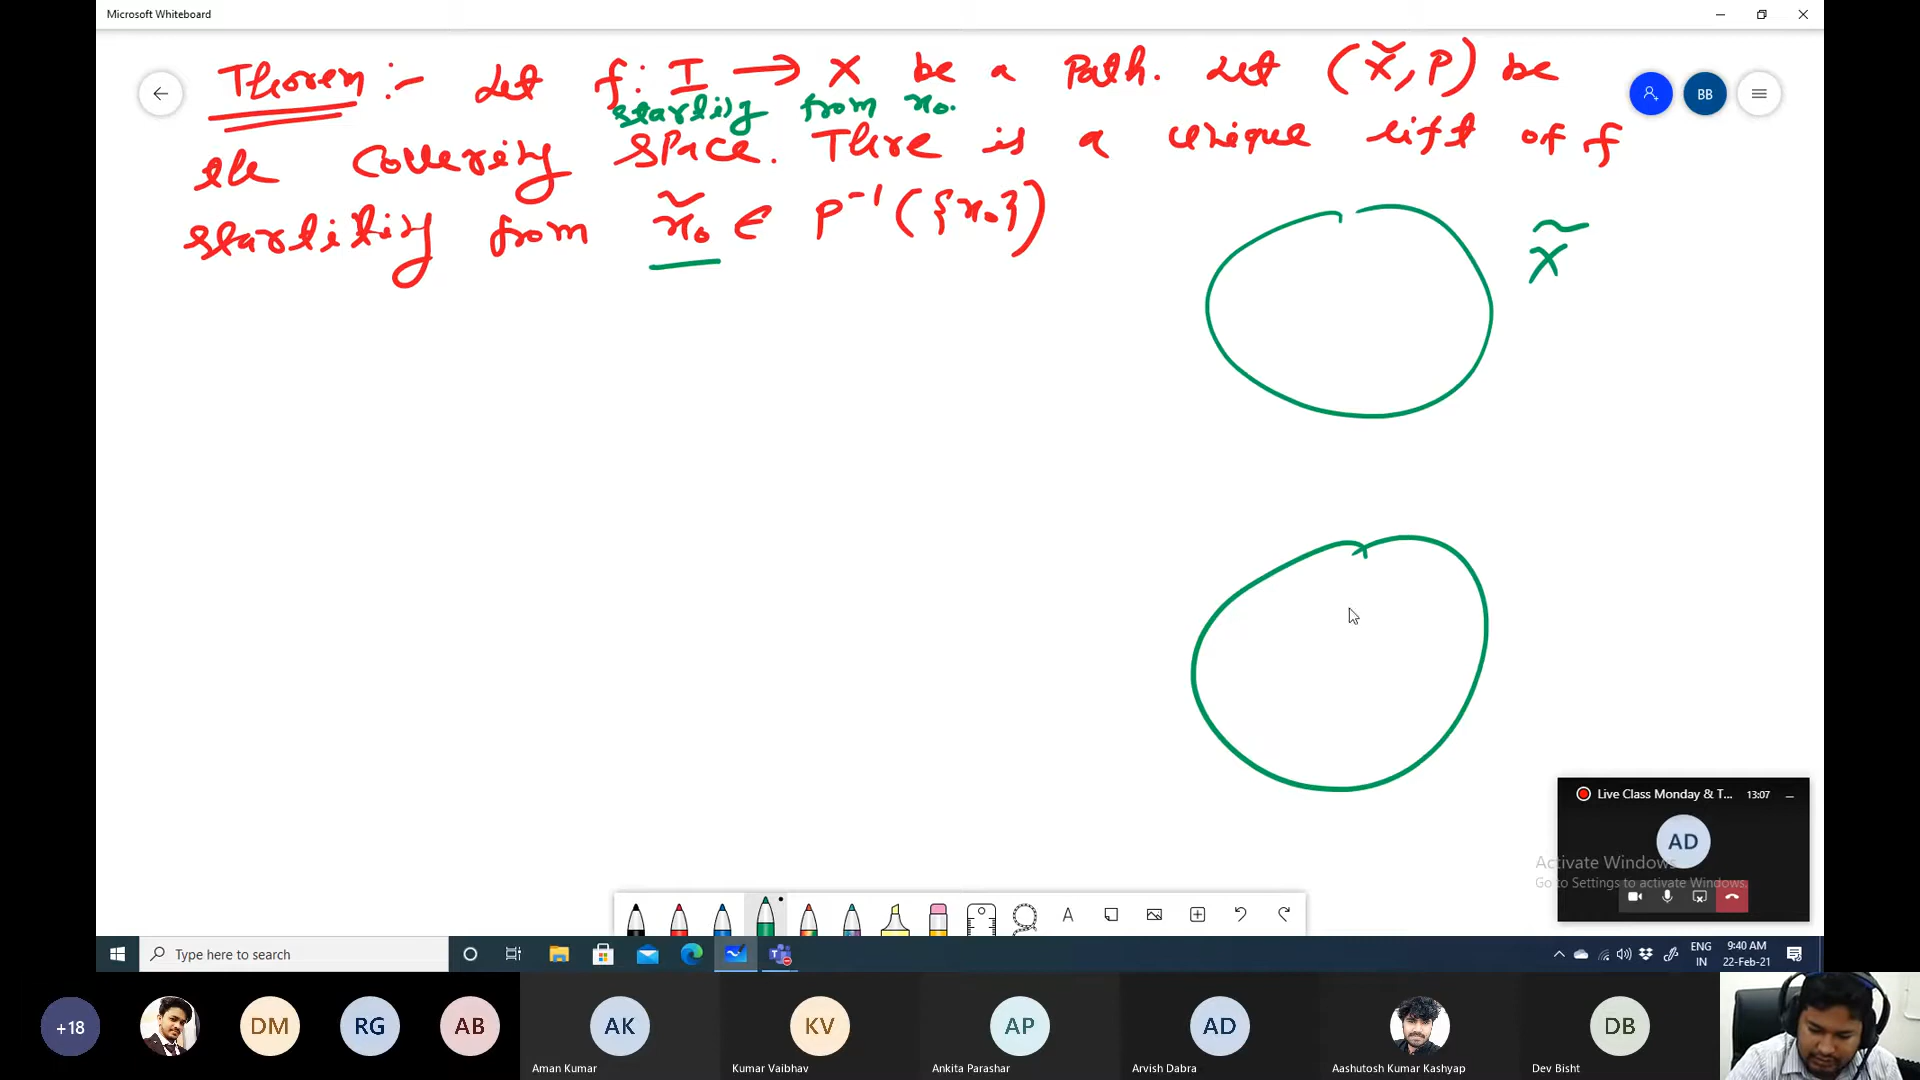 Microsoft Whiteboard
Theorem :- Let f: I → X be a Path. Let (X̃, P) be
starting from x₀.
the Covering Space. There is a unique lift of f
starting from x̃₀ ∈ P⁻¹({x₀})
X̃
BB
Live Class Monday & T... 13:07
AD
Activate Windows
Go to Settings to activate Windows.
A
Type here to search
ENG
IN
9:40 AM
22-Feb-21
+18
DM
RG
AB
AK
Aman Kumar
KV
Kumar Vaibhav
AP
Ankita Parashar
AD
Arvish Dabra
Aashutosh Kumar Kashyap
DB
Dev Bisht